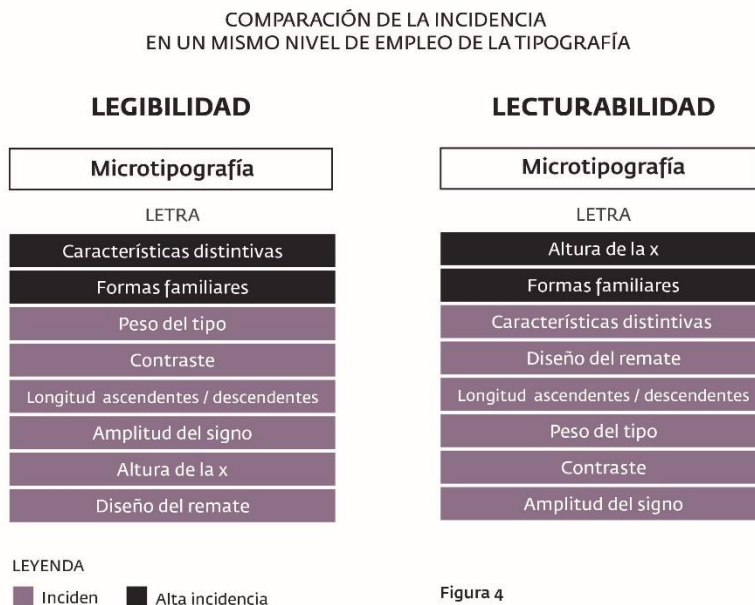 COMPARACIÓN DE LA INCIDENCIA
EN UN MISMO NIVEL DE EMPLEO DE LA TIPOGRAFÍA
LEGIBILIDAD
Microtipografía
LETRA
Características distintivas
Formas familiares
Peso del tipo
Contraste
Longitud ascendentes / descendentes
Amplitud del signo
Altura de la x
Diseño del remate
LECTURABILIDAD
Microtipografía
LETRA
Altura de la x
Formas familiares
Características distintivas
Diseño del remate
Longitud ascendentes / descendentes
Peso del tipo
Contraste
Amplitud del signo
LEYENDA
Inciden
Alta incidencia
Figura 4